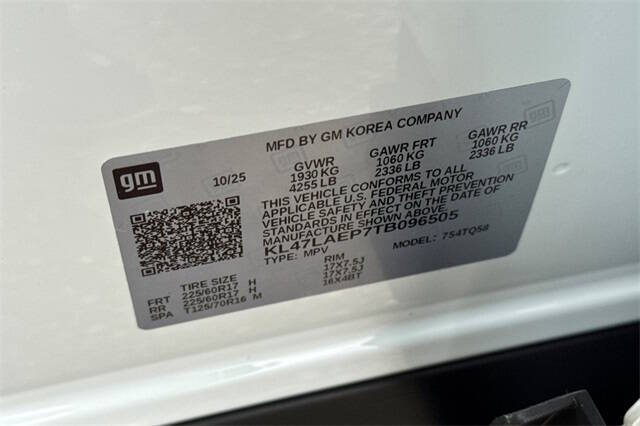 MFD BY GM KOREA COMPANY
gm
10/25
GVWR GAWR FRT GAWR RR
1930 KG 1060 KG 1060 KG
4255 LB 2336 LB 2336 LB
THIS VEHICLE CONFORMS TO ALL
APPLICABLE U.S. FEDERAL MOTOR
VEHICLE SAFETY AND THEFT PREVENTION
STANDARDS IN EFFECT ON THE DATE OF
MANUFACTURE SHOWN ABOVE.
KL47LAEP7TB096505
TYPE: MPV MODEL: 754TQ58
TIRE SIZE RIM
FRT 225/60R17 H 17X7.5J
RR 225/60R17 H 17X7.5J
SPA T125/70R16 M 16X4BT